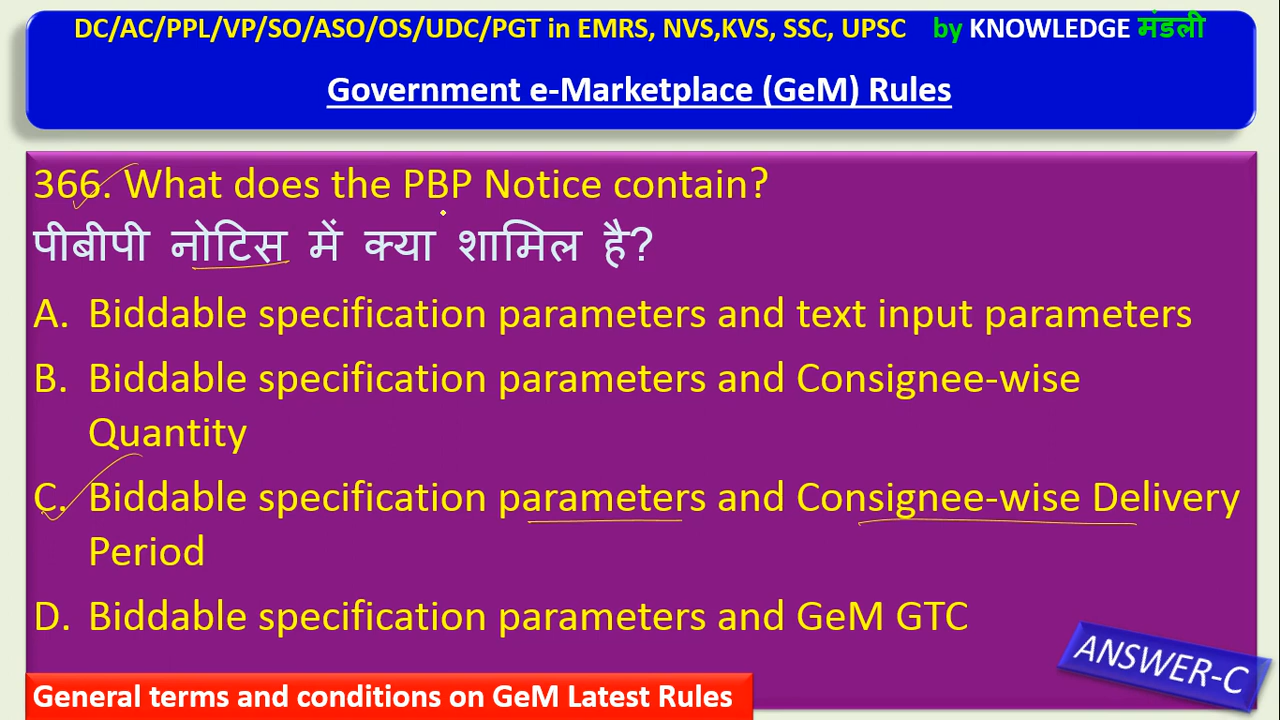 DC/AC/PPL/VP/SO/ASO/OS/UDC/PGT in EMRS, NVS,KVS, SSC, UPSC by KNOWLEDGE मंडली
Government e-Marketplace (GeM) Rules
366. What does the PBP Notice contain?
पीबीपी नोटिस में क्या शामिल है?
A. Biddable specification parameters and text input parameters
B. Biddable specification parameters and Consignee-wise
Quantity
C. Biddable specification parameters and Consignee-wise Delivery
Period
D. Biddable specification parameters and GeM GTC
ANSWER-C
General terms and conditions on GeM Latest Rules